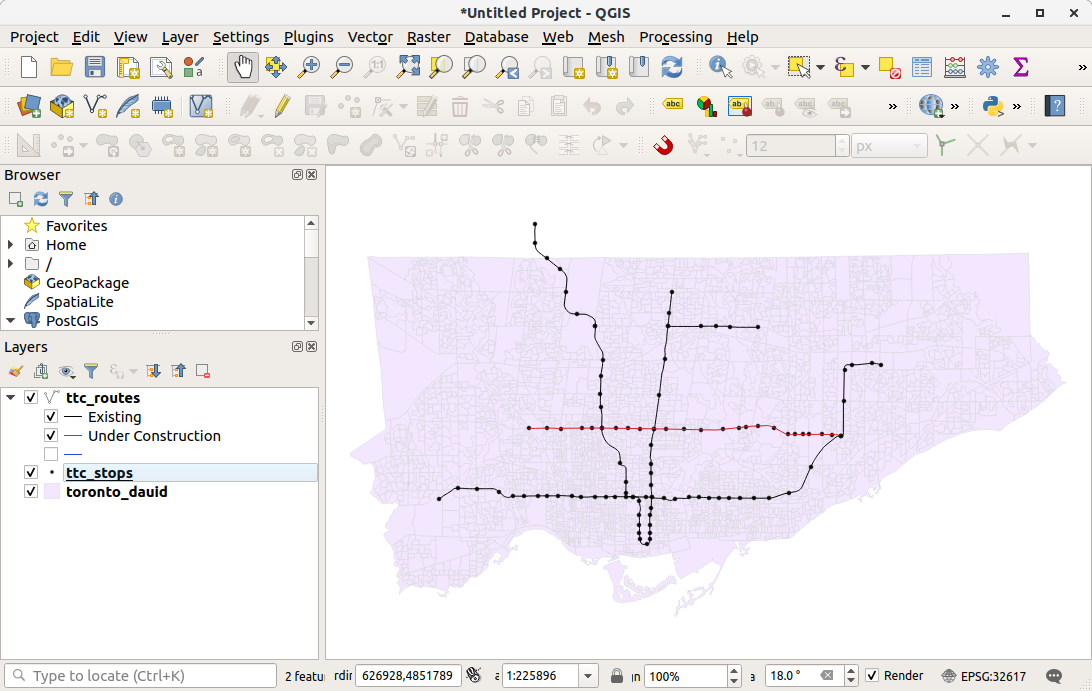 *Untitled Project - QGIS
Project Edit View Layer Settings Plugins Vector Raster Database Web Mesh Processing Help
abc
12 px
Browser
Favorites
Home
/
GeoPackage
SpatiaLite
PostGIS
Layers
ttc_routes
Existing
Under Construction
ttc_stops
toronto_dauid
Type to locate (Ctrl+K) 2 featu rdir 626928,4851789 a 1:225896 gn 100% a 18.0 ° Render EPSG:32617